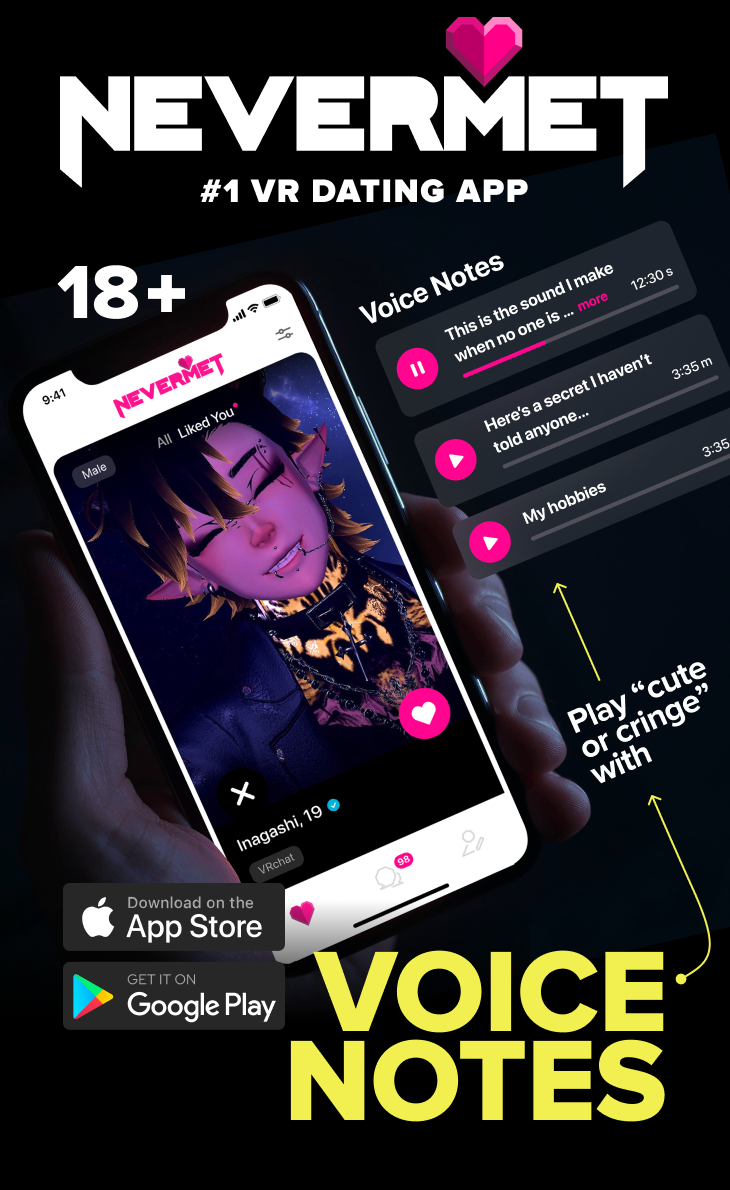 NEVERMET
#1 VR DATING APP
18+
Voice Notes
This is the sound I make
when no one is ... more
12:30 s
Here's a secret I haven't
told anyone...
3:35 m
My hobbies
3:35
9:41
NEVERMET
All Liked You
Male
Inagashi, 19
VRchat
98
Play “cute
or cringe”
with
Download on the
App Store
GET IT ON
Google Play
VOICE
NOTES